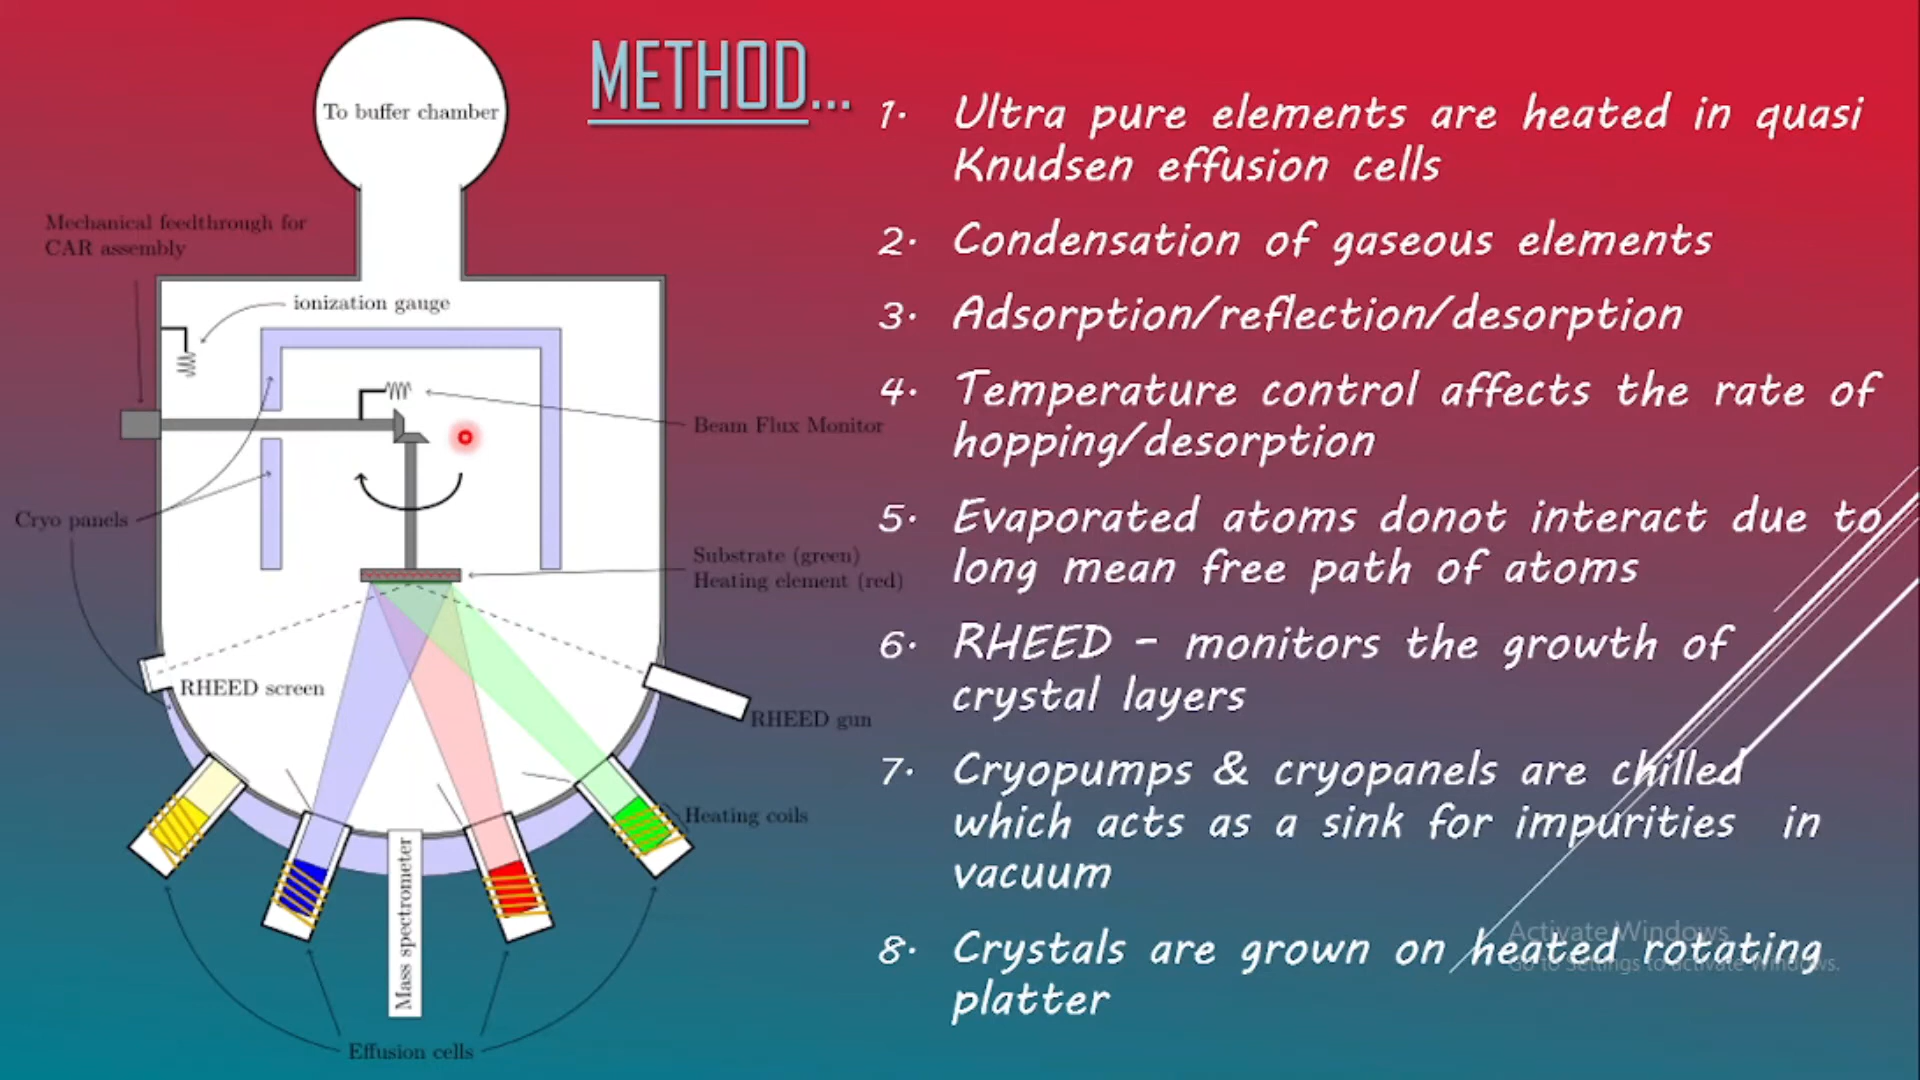 METHOD...
To buffer chamber
Mechanical feedthrough for
CAR assembly
ionization gauge
Beam Flux Monitor
Cryo panels
Substrate (green)
Heating element (red)
RHEED screen
RHEED gun
Heating coils
Mass spectrometer
Effusion cells
1. Ultra pure elements are heated in quasi
Knudsen effusion cells
2. Condensation of gaseous elements
3. Adsorption/reflection/desorption
4. Temperature control affects the rate of
hopping/desorption
5. Evaporated atoms donot interact due to
long mean free path of atoms
6. RHEED - monitors the growth of
crystal layers
7. Cryopumps & cryopanels are chilled
which acts as a sink for impurities in
vacuum
8. Crystals are grown on heated rotating
platter
Activate Windows
Go to Settings to activate Windows.